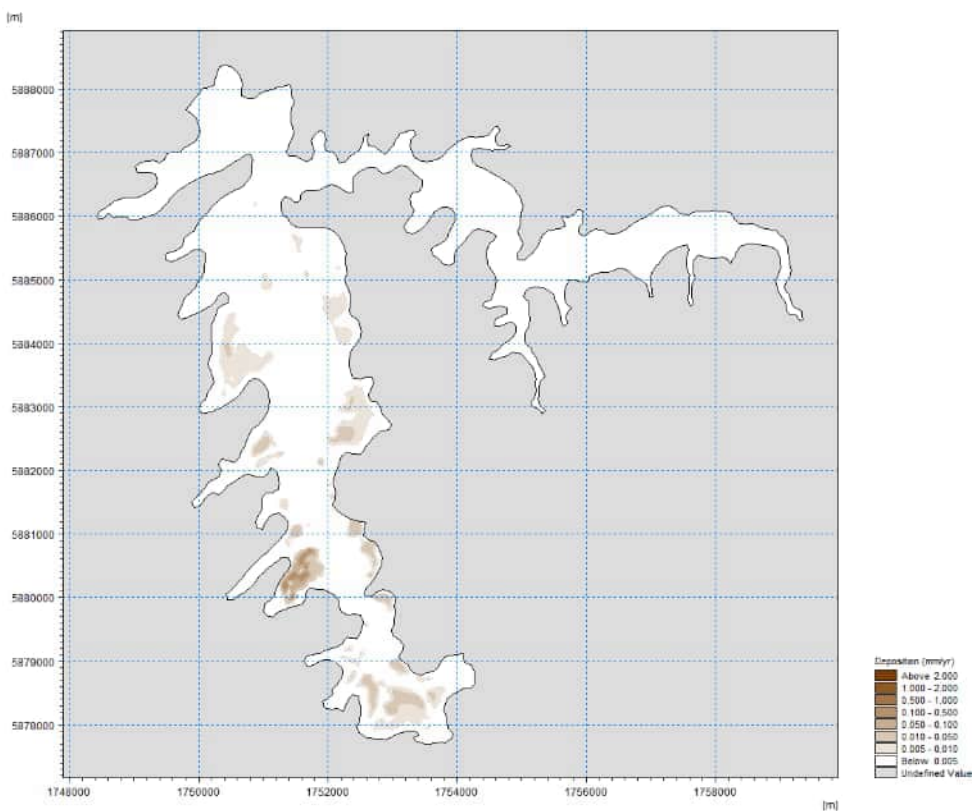 [m]
5888000
5887000
5886000
5885000
5884000
5883000
5882000
5881000
5880000
5879000
5878000
1748000 1750000 1752000 1754000 1756000 1758000
[m]
Deposition (mm/yr)
Above 2.000
1.000 - 2.000
0.500 - 1.000
0.100 - 0.500
0.050 - 0.100
0.010 - 0.050
0.005 - 0.010
Below 0.005
Undefined Value